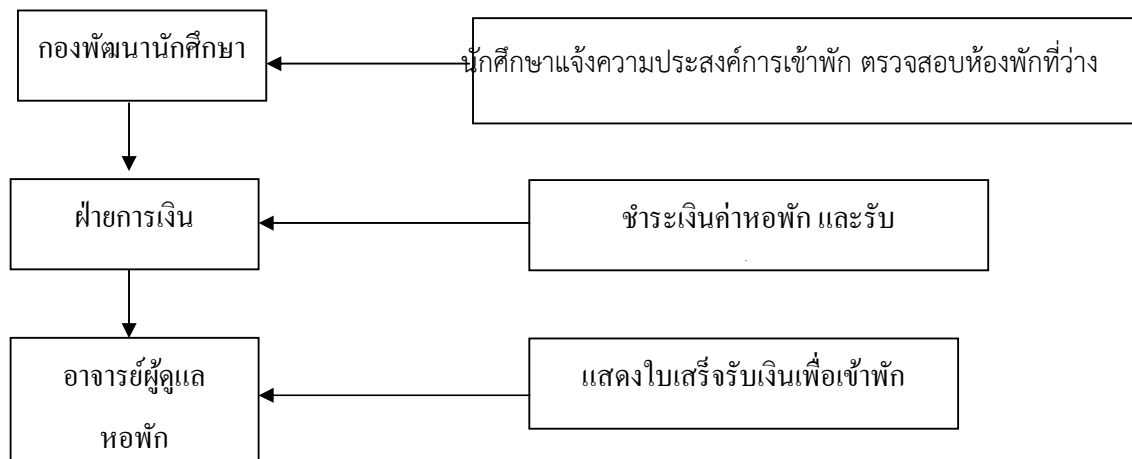 กองพัฒนานักศึกษา
นักศึกษาแจ้งความประสงค์การเข้าพัก ตรวจสอบห้องพักที่ว่าง
ฝ่ายการเงิน
ชำระเงินค่าหอพัก และรับ
อาจารย์ผู้ดูแล
หอพัก
แสดงใบเสร็จรับเงินเพื่อเข้าพัก